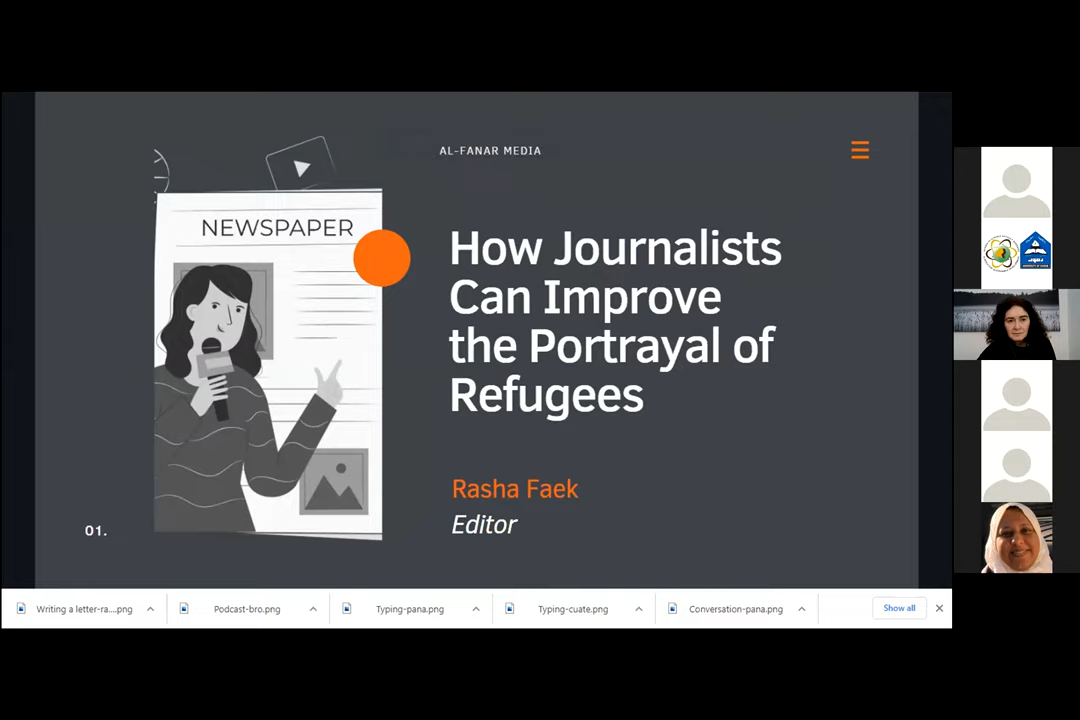 AL-FANAR MEDIA
NEWSPAPER
How Journalists
Can Improve
the Portrayal of
Refugees
Rasha Faek
Editor
01.
Writing a letter-ra....png
Podcast-bro.png
Typing-pana.png
Typing-cuate.png
Conversation-pana.png
Show all